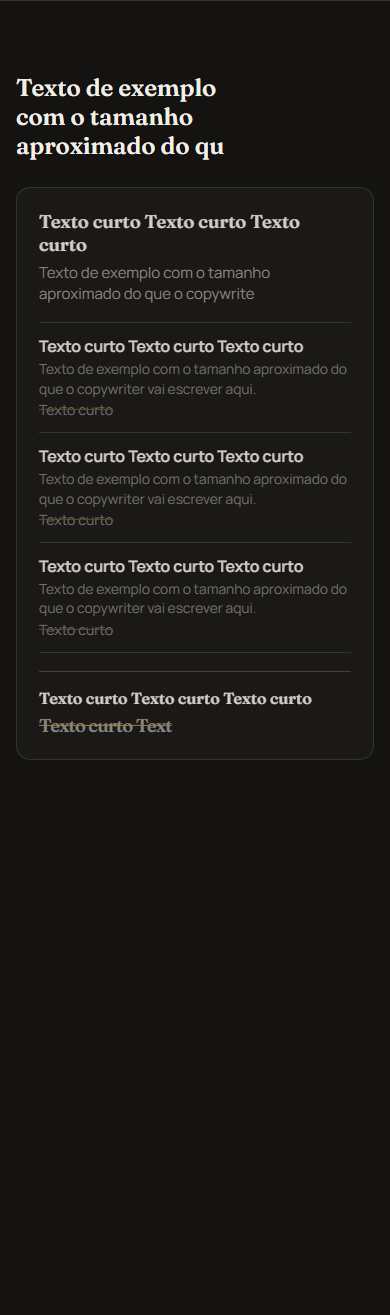 Texto de exemplo
com o tamanho
aproximado do qu
Texto curto Texto curto Texto
curto
Texto de exemplo com o tamanho
aproximado do que o copywrite
Texto curto Texto curto Texto curto
Texto de exemplo com o tamanho aproximado do
que o copywriter vai escrever aqui.
Texto curto
Texto curto Texto curto Texto curto
Texto de exemplo com o tamanho aproximado do
que o copywriter vai escrever aqui.
Texto curto
Texto curto Texto curto Texto curto
Texto de exemplo com o tamanho aproximado do
que o copywriter vai escrever aqui.
Texto curto
Texto curto Texto curto Texto curto
Texto curto Text